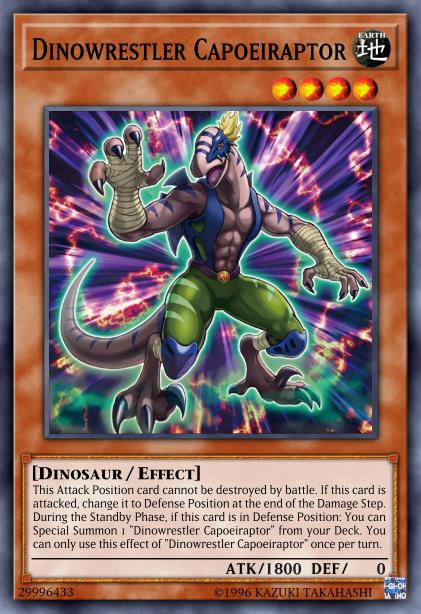 DINOWRESTLER CAPOEIRAPTOR
EARTH
地
[DINOSAUR / EFFECT]
This Attack Position card cannot be destroyed by battle. If this card is
attacked, change it to Defense Position at the end of the Damage Step.
During the Standby Phase, if this card is in Defense Position: You can
Special Summon 1 "Dinowrestler Capoeiraptor" from your Deck. You
can only use this effect of "Dinowrestler Capoeiraptor" once per turn.
ATK/1800 DEF/ 0
29996433
©1996 KAZUKI TAKAHASHI